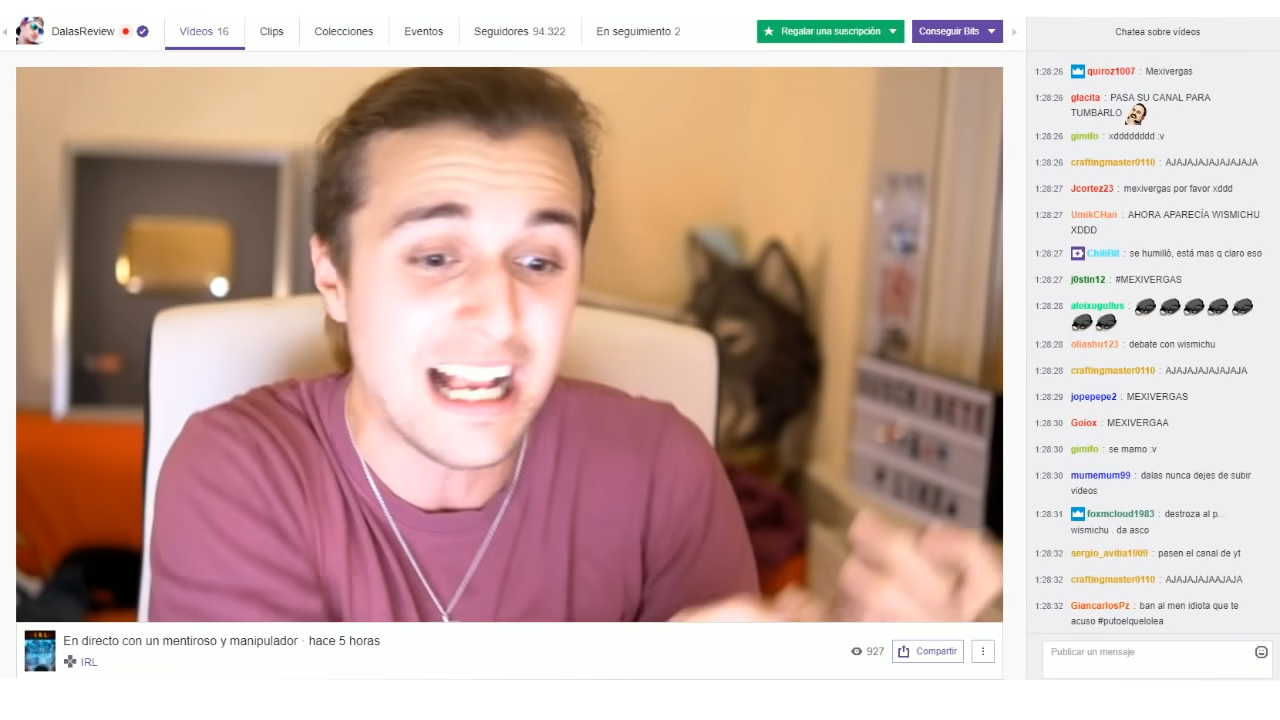 DalasReview
Vídeos 16
Clips
Colecciones
Eventos
Seguidores 94.322
En seguimiento 2
Regalar una suscripción
Conseguir Bits
Chatea sobre vídeos
1:28:26 quiroz1007 : Mexivergas
1:28:26 glacita : PASA SU CANAL PARA
TUMBARLO
1:28:26 gimifo : xdddddddd :v
1:28:26 craftingmaster0110 : AJAJAJAJAJAJAJAJA
1:28:27 Jcortez23 : mexivergas por favor xddd
1:28:27 UmikCHan : AHORA APARECÍA WISMICHU
XDDD
1:28:27 ChiliBit : se humilló, está mas q claro eso
1:28:27 j0stin12 : #MEXIVERGAS
1:28:28 aleixugullus :
1:28:28 oliashu123 : debate con wismichu
1:28:28 craftingmaster0110 : AJAJAJAJAJAJAJA
1:28:29 jopepepe2 : MEXIVERGAS
1:28:30 Goiox : MEXIVERGAA
1:28:30 gimifo : se mamo :v
1:28:30 mumemum99 : dalas nunca dejes de subir
videos
1:28:31 foxmcloud1983 : destroza al p...
wismichu . da asco
1:28:32 sergio_avitia1909 : pasen el canal de yt
1:28:32 craftingmaster0110 : AJAJAJAJAAJAJA
1:28:32 GiancarlosPz : ban al men idiota que te
acuso #putoelquelolea
SUSCRIBETE
+ LIKE
IRL
En directo con un mentiroso y manipulador · hace 5 horas
IRL
927
Compartir
Publicar un mensaje